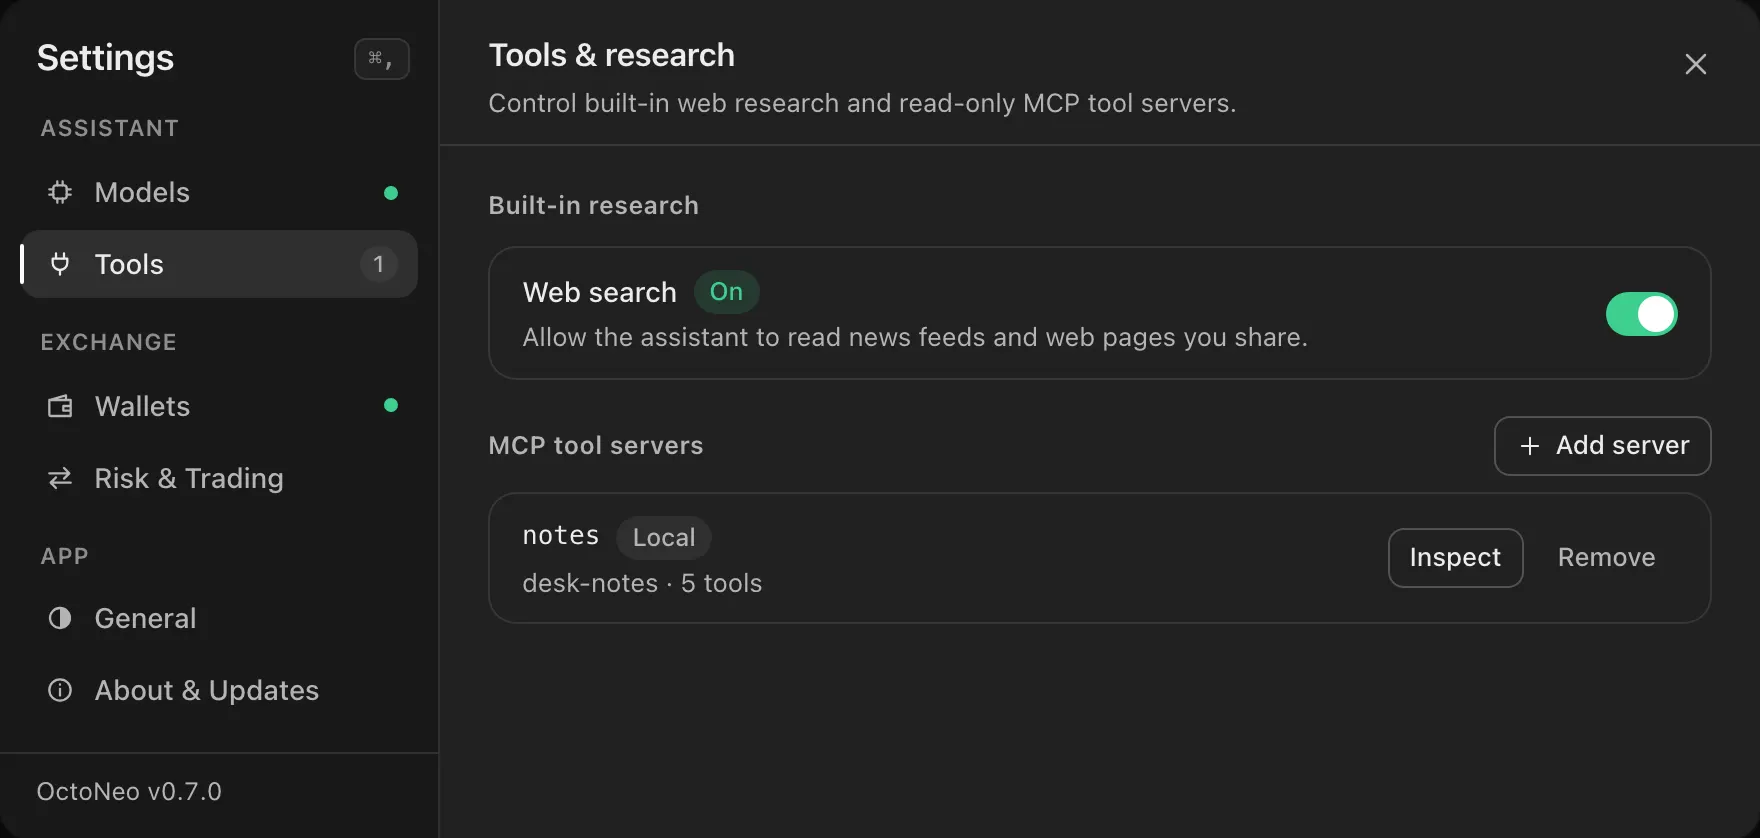 Settings
⌘,
ASSISTANT
Models
Tools
1
EXCHANGE
Wallets
Risk & Trading
APP
General
About & Updates
OctoNeo v0.7.0
Tools & research
Control built-in web research and read-only MCP tool servers.
Built-in research
Web search On
Allow the assistant to read news feeds and web pages you share.
MCP tool servers
+ Add server
notes Local
desk-notes · 5 tools
Inspect
Remove